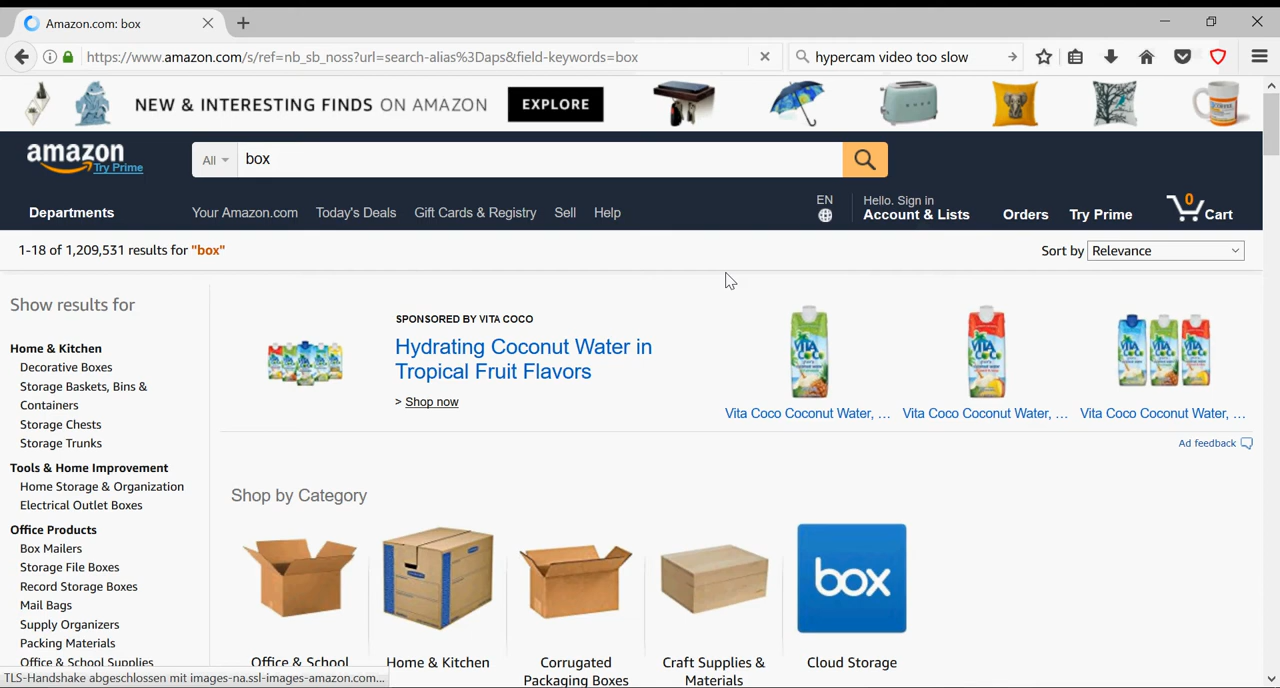 Amazon.com: box
https://www.amazon.com/s/ref=nb_sb_noss?url=search-alias%3Daps&field-keywords=box
hypercam video too slow
NEW & INTERESTING FINDS ON AMAZON EXPLORE
amazon
Try Prime
All
box
Departments
Your Amazon.com
Today's Deals
Gift Cards & Registry
Sell
Help
EN
Hello. Sign in
Account & Lists
Orders
Try Prime
0
Cart
1-18 of 1,209,531 results for "box"
Sort by Relevance
Show results for
Home & Kitchen
Decorative Boxes
Storage Baskets, Bins &
Containers
Storage Chests
Storage Trunks
Tools & Home Improvement
Home Storage & Organization
Electrical Outlet Boxes
Office Products
Box Mailers
Storage File Boxes
Record Storage Boxes
Mail Bags
Supply Organizers
Packing Materials
Office & School Supplies
SPONSORED BY VITA COCO
Hydrating Coconut Water in
Tropical Fruit Flavors
> Shop now
VITA
COCO
VITA
COCO
Vita Coco Coconut Water, ...
Vita Coco Coconut Water, ...
Vita Coco Coconut Water, ...
Ad feedback
Shop by Category
box
Office & School
Home & Kitchen
Corrugated
Packaging Boxes
Craft Supplies &
Materials
Cloud Storage
TLS-Handshake abgeschlossen mit images-na.ssl-images-amazon.com...